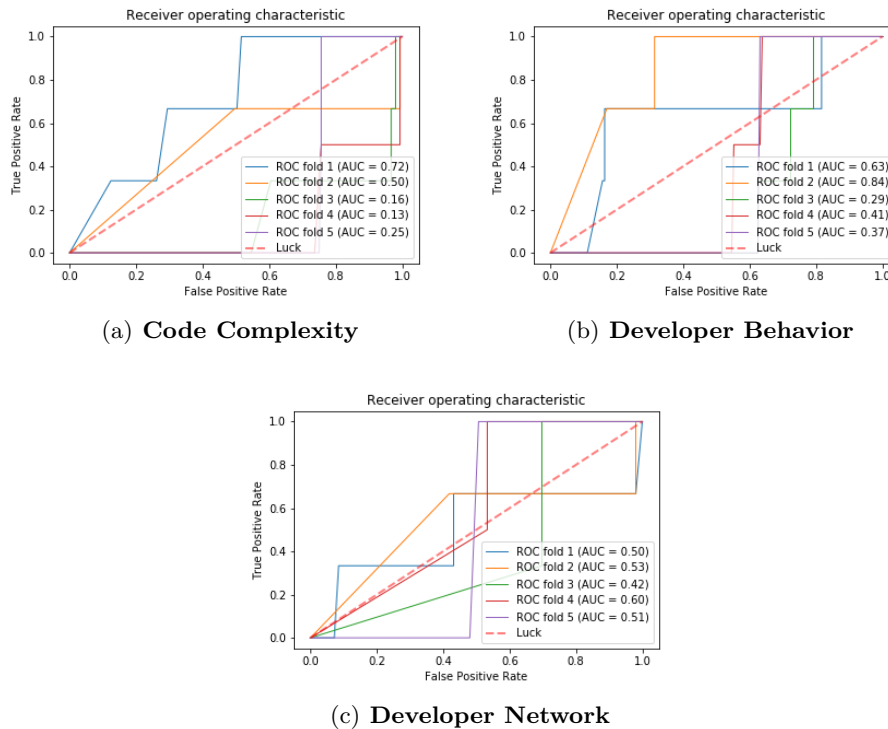 Receiver operating characteristic
1.0
0.8
0.6
0.4
0.2
0.0
True Positive Rate
ROC fold 1 (AUC = 0.72)
ROC fold 2 (AUC = 0.50)
ROC fold 3 (AUC = 0.16)
ROC fold 4 (AUC = 0.13)
ROC fold 5 (AUC = 0.25)
Luck
0.0 0.2 0.4 0.6 0.8 1.0
False Positive Rate
(a) Code Complexity
Receiver operating characteristic
1.0
0.8
0.6
0.4
0.2
0.0
True Positive Rate
ROC fold 1 (AUC = 0.63)
ROC fold 2 (AUC = 0.84)
ROC fold 3 (AUC = 0.29)
ROC fold 4 (AUC = 0.41)
ROC fold 5 (AUC = 0.37)
Luck
0.0 0.2 0.4 0.6 0.8 1.0
False Positive Rate
(b) Developer Behavior
Receiver operating characteristic
1.0
0.8
0.6
0.4
0.2
0.0
True Positive Rate
ROC fold 1 (AUC = 0.50)
ROC fold 2 (AUC = 0.53)
ROC fold 3 (AUC = 0.42)
ROC fold 4 (AUC = 0.60)
ROC fold 5 (AUC = 0.51)
Luck
0.0 0.2 0.4 0.6 0.8 1.0
False Positive Rate
(c) Developer Network